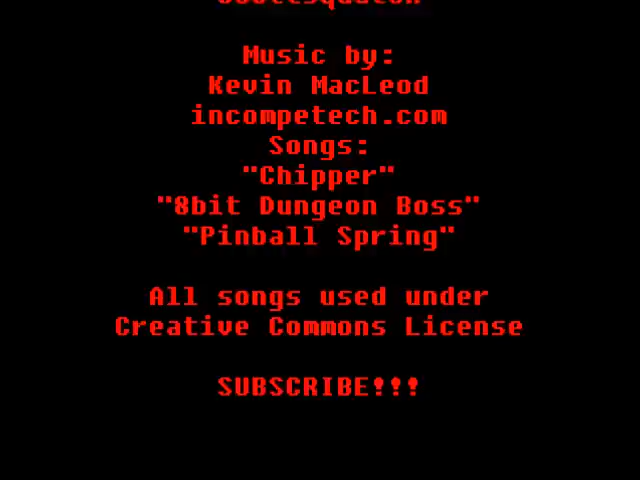 Music by:
Kevin MacLeod
incompetech.com
Songs:
"Chipper"
"8bit Dungeon Boss"
"Pinball Spring"
All songs used under
Creative Commons License
SUBSCRIBE!!!